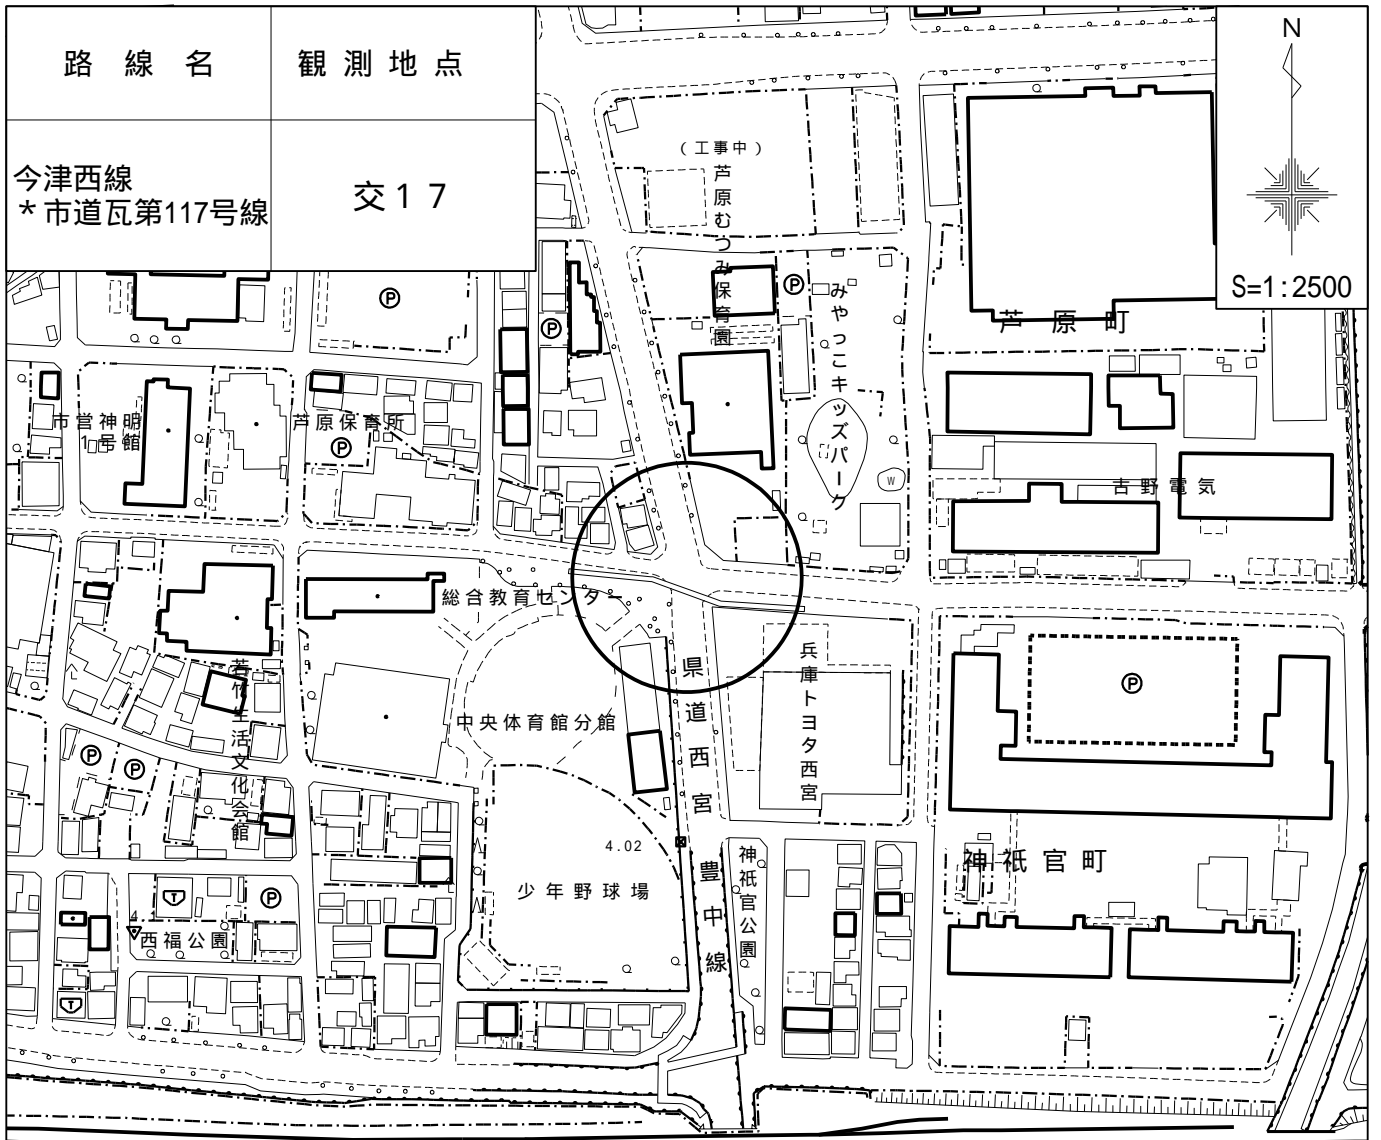 路線名
観測地点
今津西線
＊市道瓦第117号線
交１７
N
S=1:2500
（工事中）
芦原むつみ保育園
みやっこキッズパーク
芦原町
P
P
P
市営神明
1号館
芦原保育所
P
W
古野電気
総合教育センター
若竹生活文化会館
中央体育館分館
県道西宮豊中線
兵庫トヨタ西宮
P
P
P
4.02
少年野球場
神祇官公園
神祇官町
T
P
西福公園
T